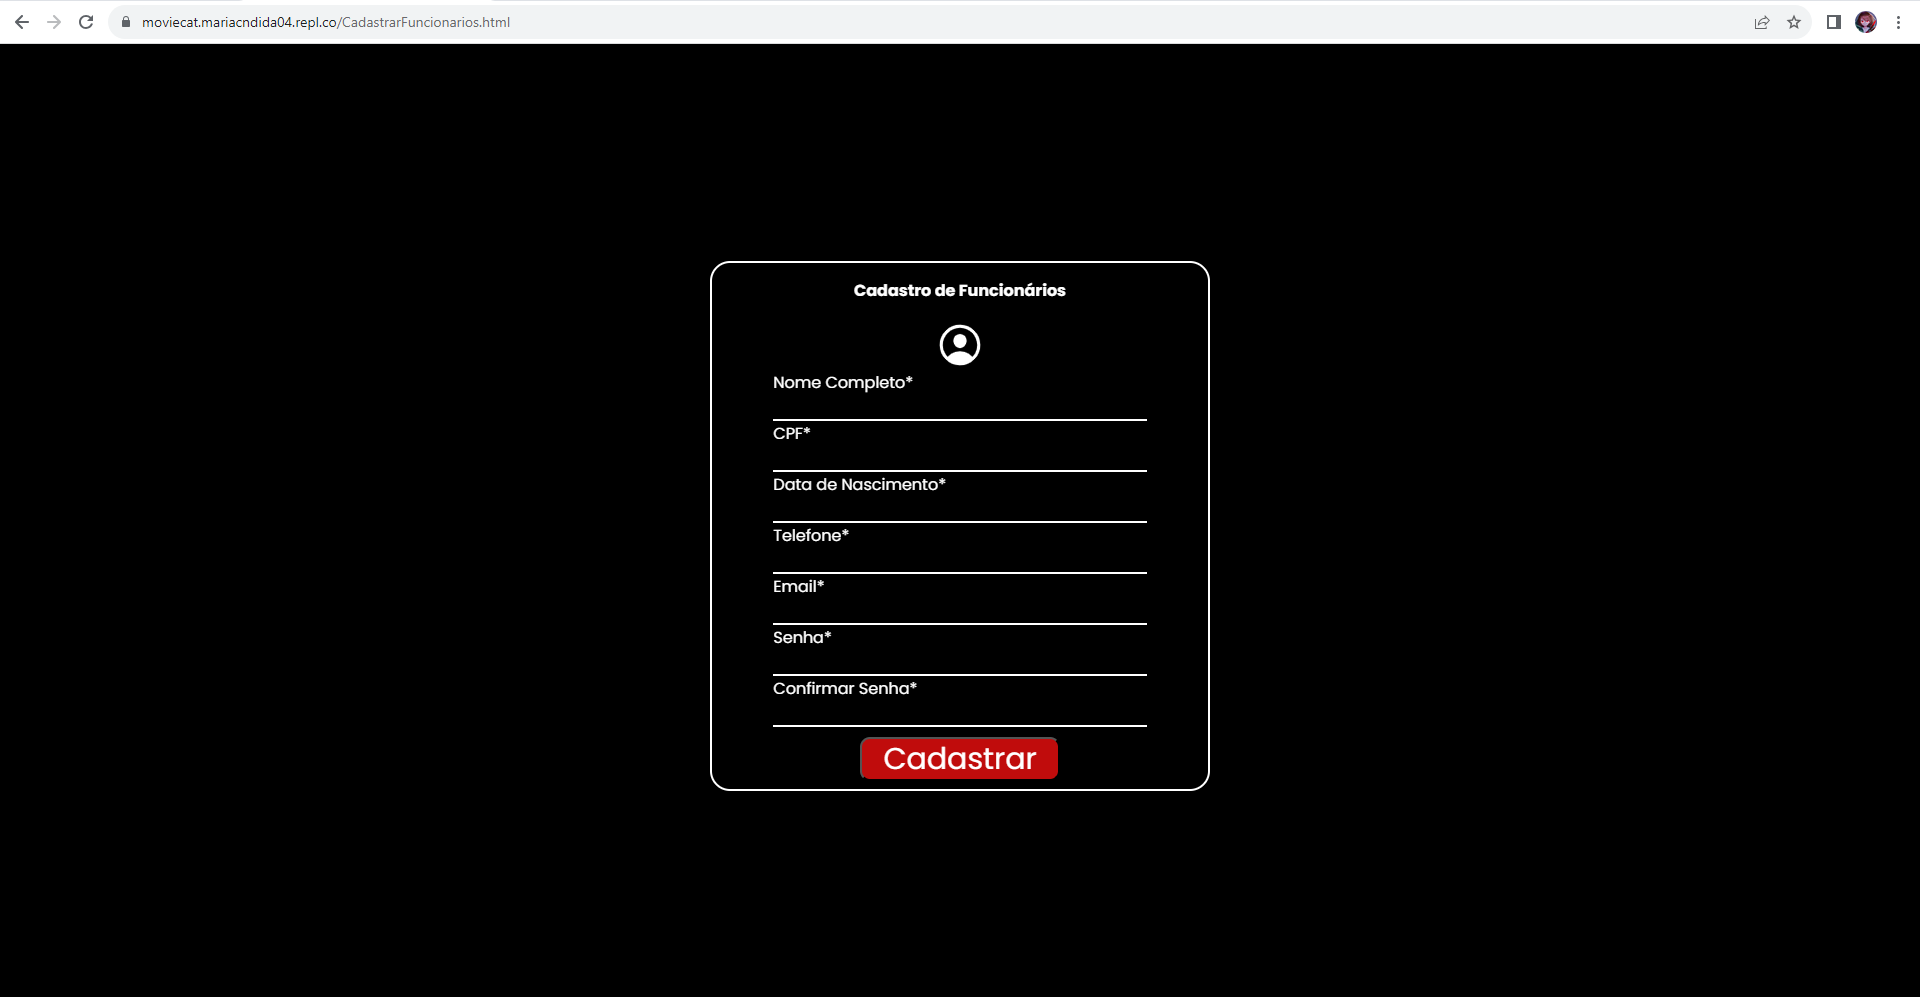 moviecat.mariacndida04.repl.co/CadastrarFuncionarios.html
Cadastro de Funcionários
Nome Completo*
CPF*
Data de Nascimento*
Telefone*
Email*
Senha*
Confirmar Senha*
Cadastrar